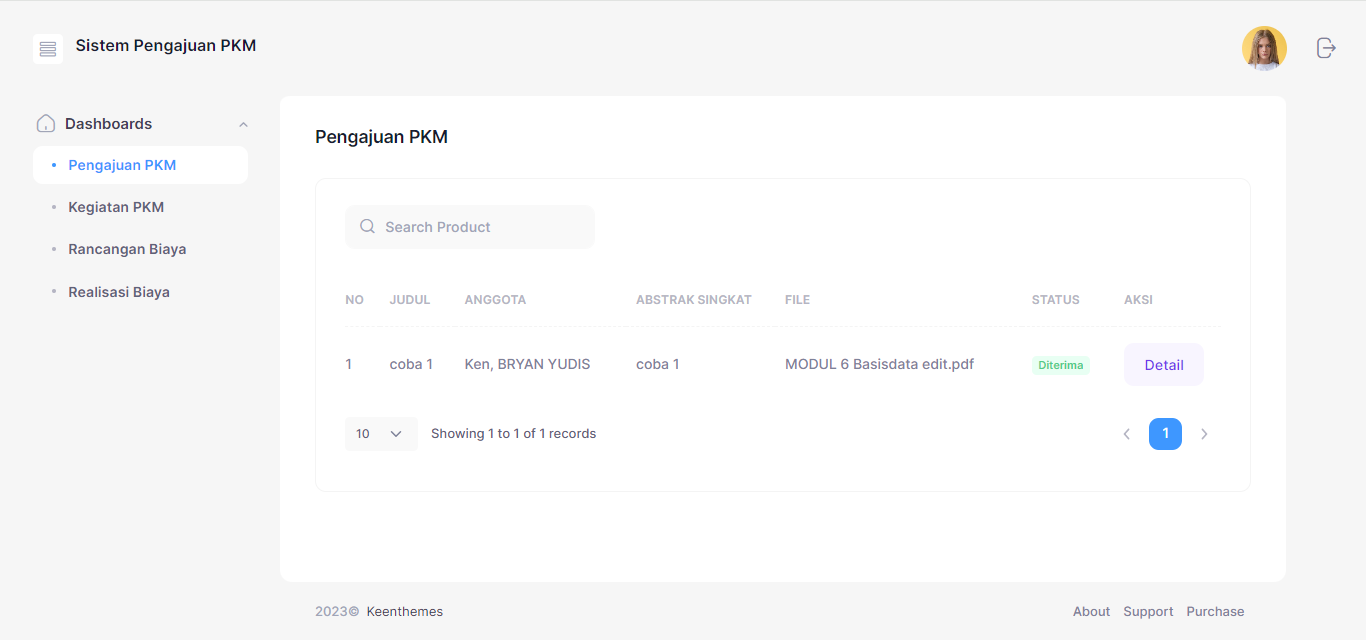 Sistem Pengajuan PKM
Dashboards
Pengajuan PKM
Kegiatan PKM
Rancangan Biaya
Realisasi Biaya
Pengajuan PKM
Search Product
NO JUDUL ANGGOTA ABSTRAK SINGKAT FILE STATUS AKSI
1 coba 1 Ken, BRYAN YUDIS coba 1 MODUL 6 Basisdata edit.pdf Diterima Detail
10 Showing 1 to 1 of 1 records 1
2023© Keenthemes About Support Purchase